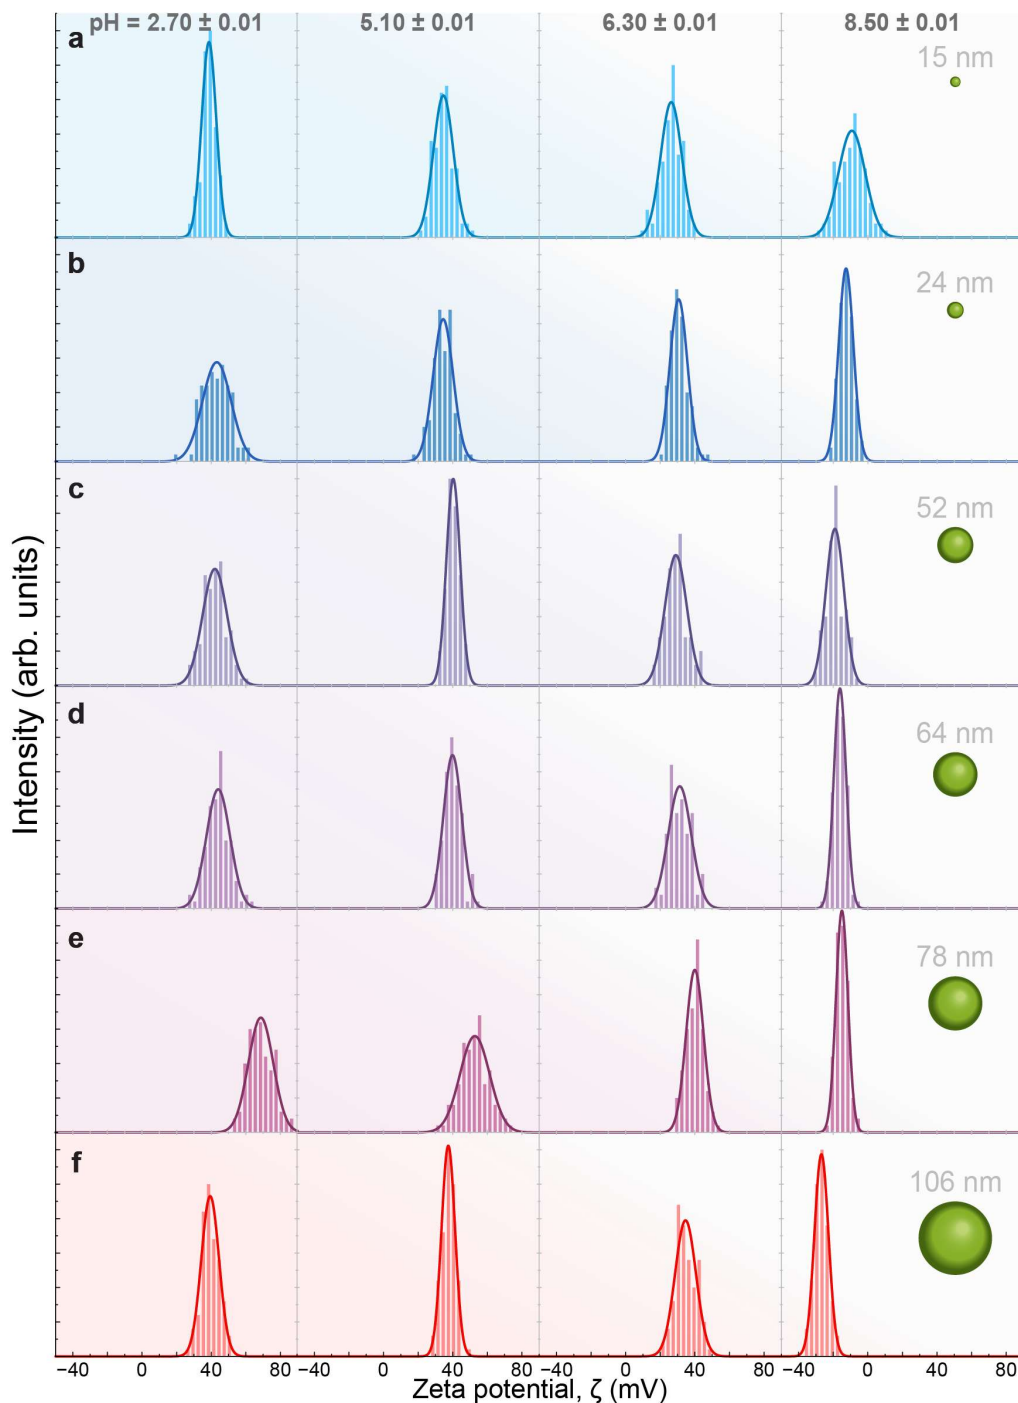 pH = 2.70 ± 0.01 5.10 ± 0.01 6.30 ± 0.01 8.50 ± 0.01
a
15 nm
b
24 nm
c
52 nm
d
64 nm
e
78 nm
f
106 nm
Intensity (arb. units)
−40 0 40 80 −40 0 40 80 −40 0 40 80 −40 0 40 80
Zeta potential, ζ (mV)